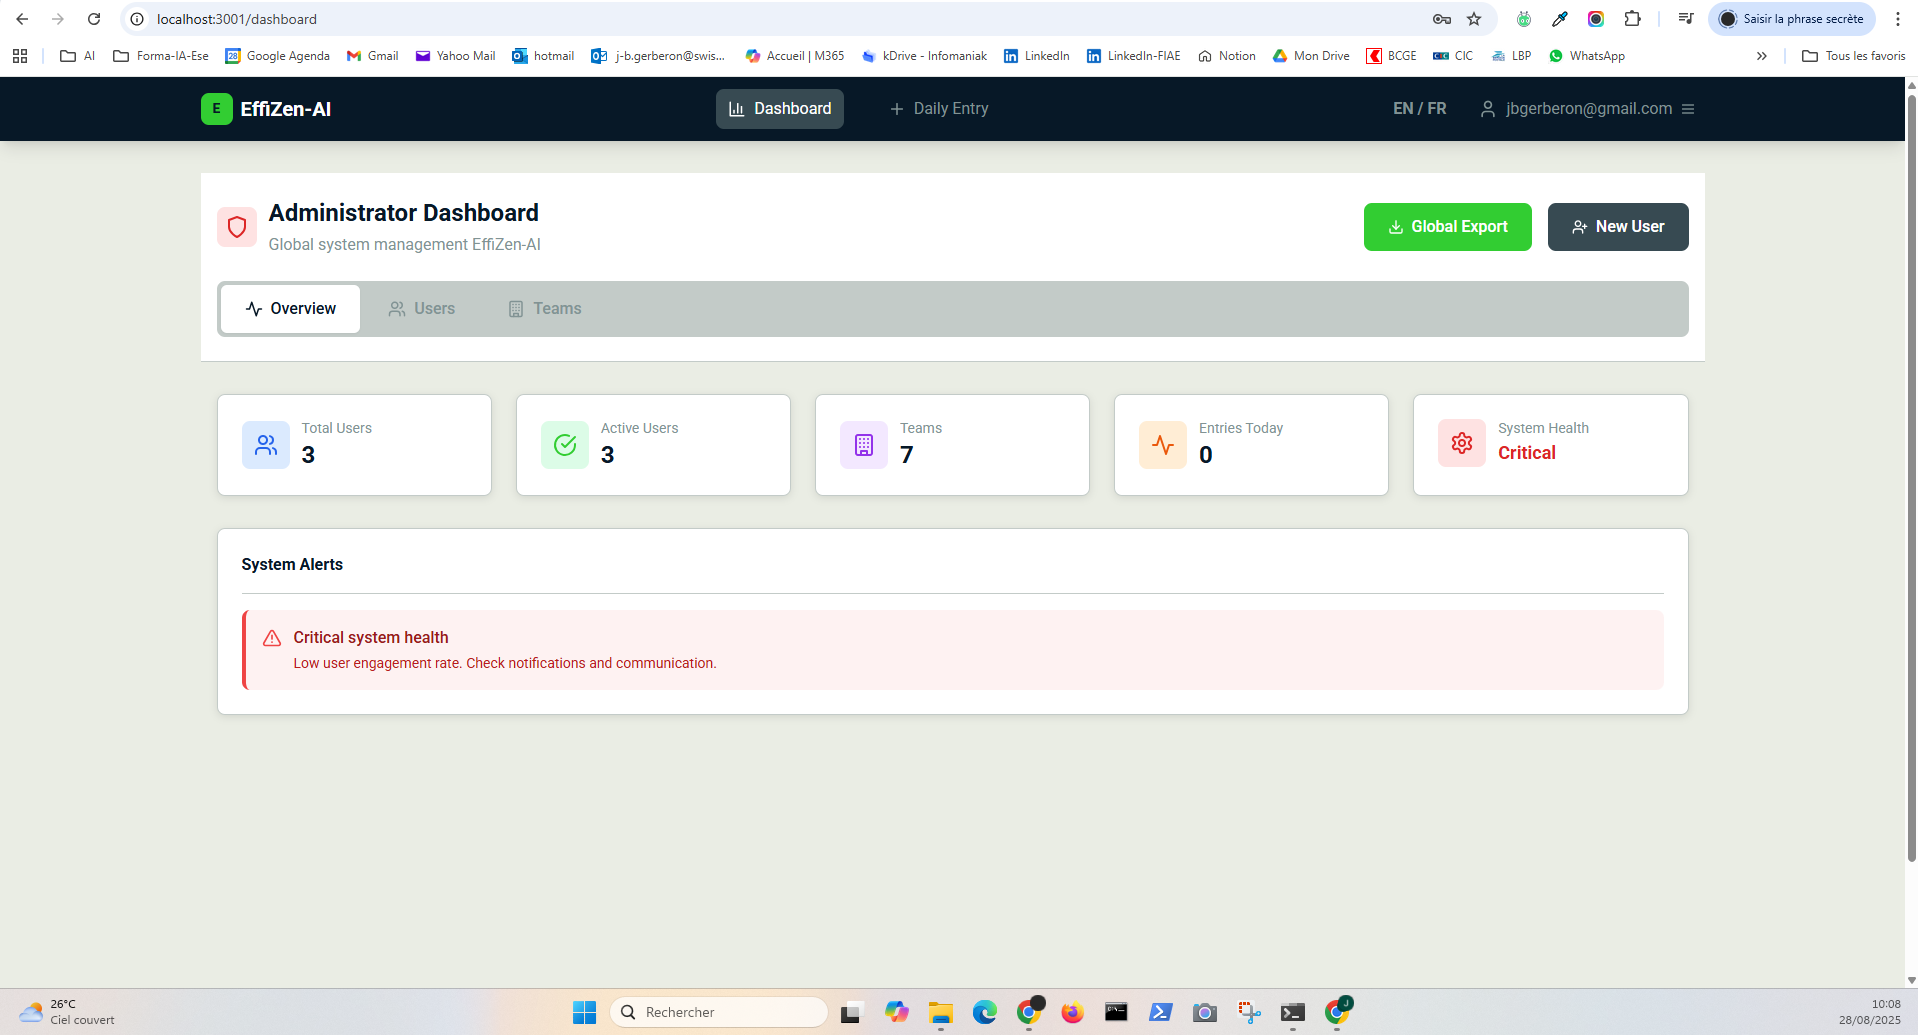 localhost:3001/dashboard
Saisir la phrase secrète
AI
Forma-IA-Ese
28
Google Agenda
Gmail
Yahoo Mail
hotmail
j-b.gerberon@swis...
Accueil | M365
kDrive - Infomaniak
LinkedIn
LinkedIn-FIAE
Notion
Mon Drive
BCGE
CIC
LBP
WhatsApp
Tous les favoris
E
EffiZen-AI
Dashboard
Daily Entry
EN / FR
jbgerberon@gmail.com
Administrator Dashboard
Global system management EffiZen-AI
Global Export
New User
Overview
Users
Teams
Total Users
3
Active Users
3
Teams
7
Entries Today
0
System Health
Critical
System Alerts
Critical system health
Low user engagement rate. Check notifications and communication.
26°C
Ciel couvert
Rechercher
J
10:08
28/08/2025